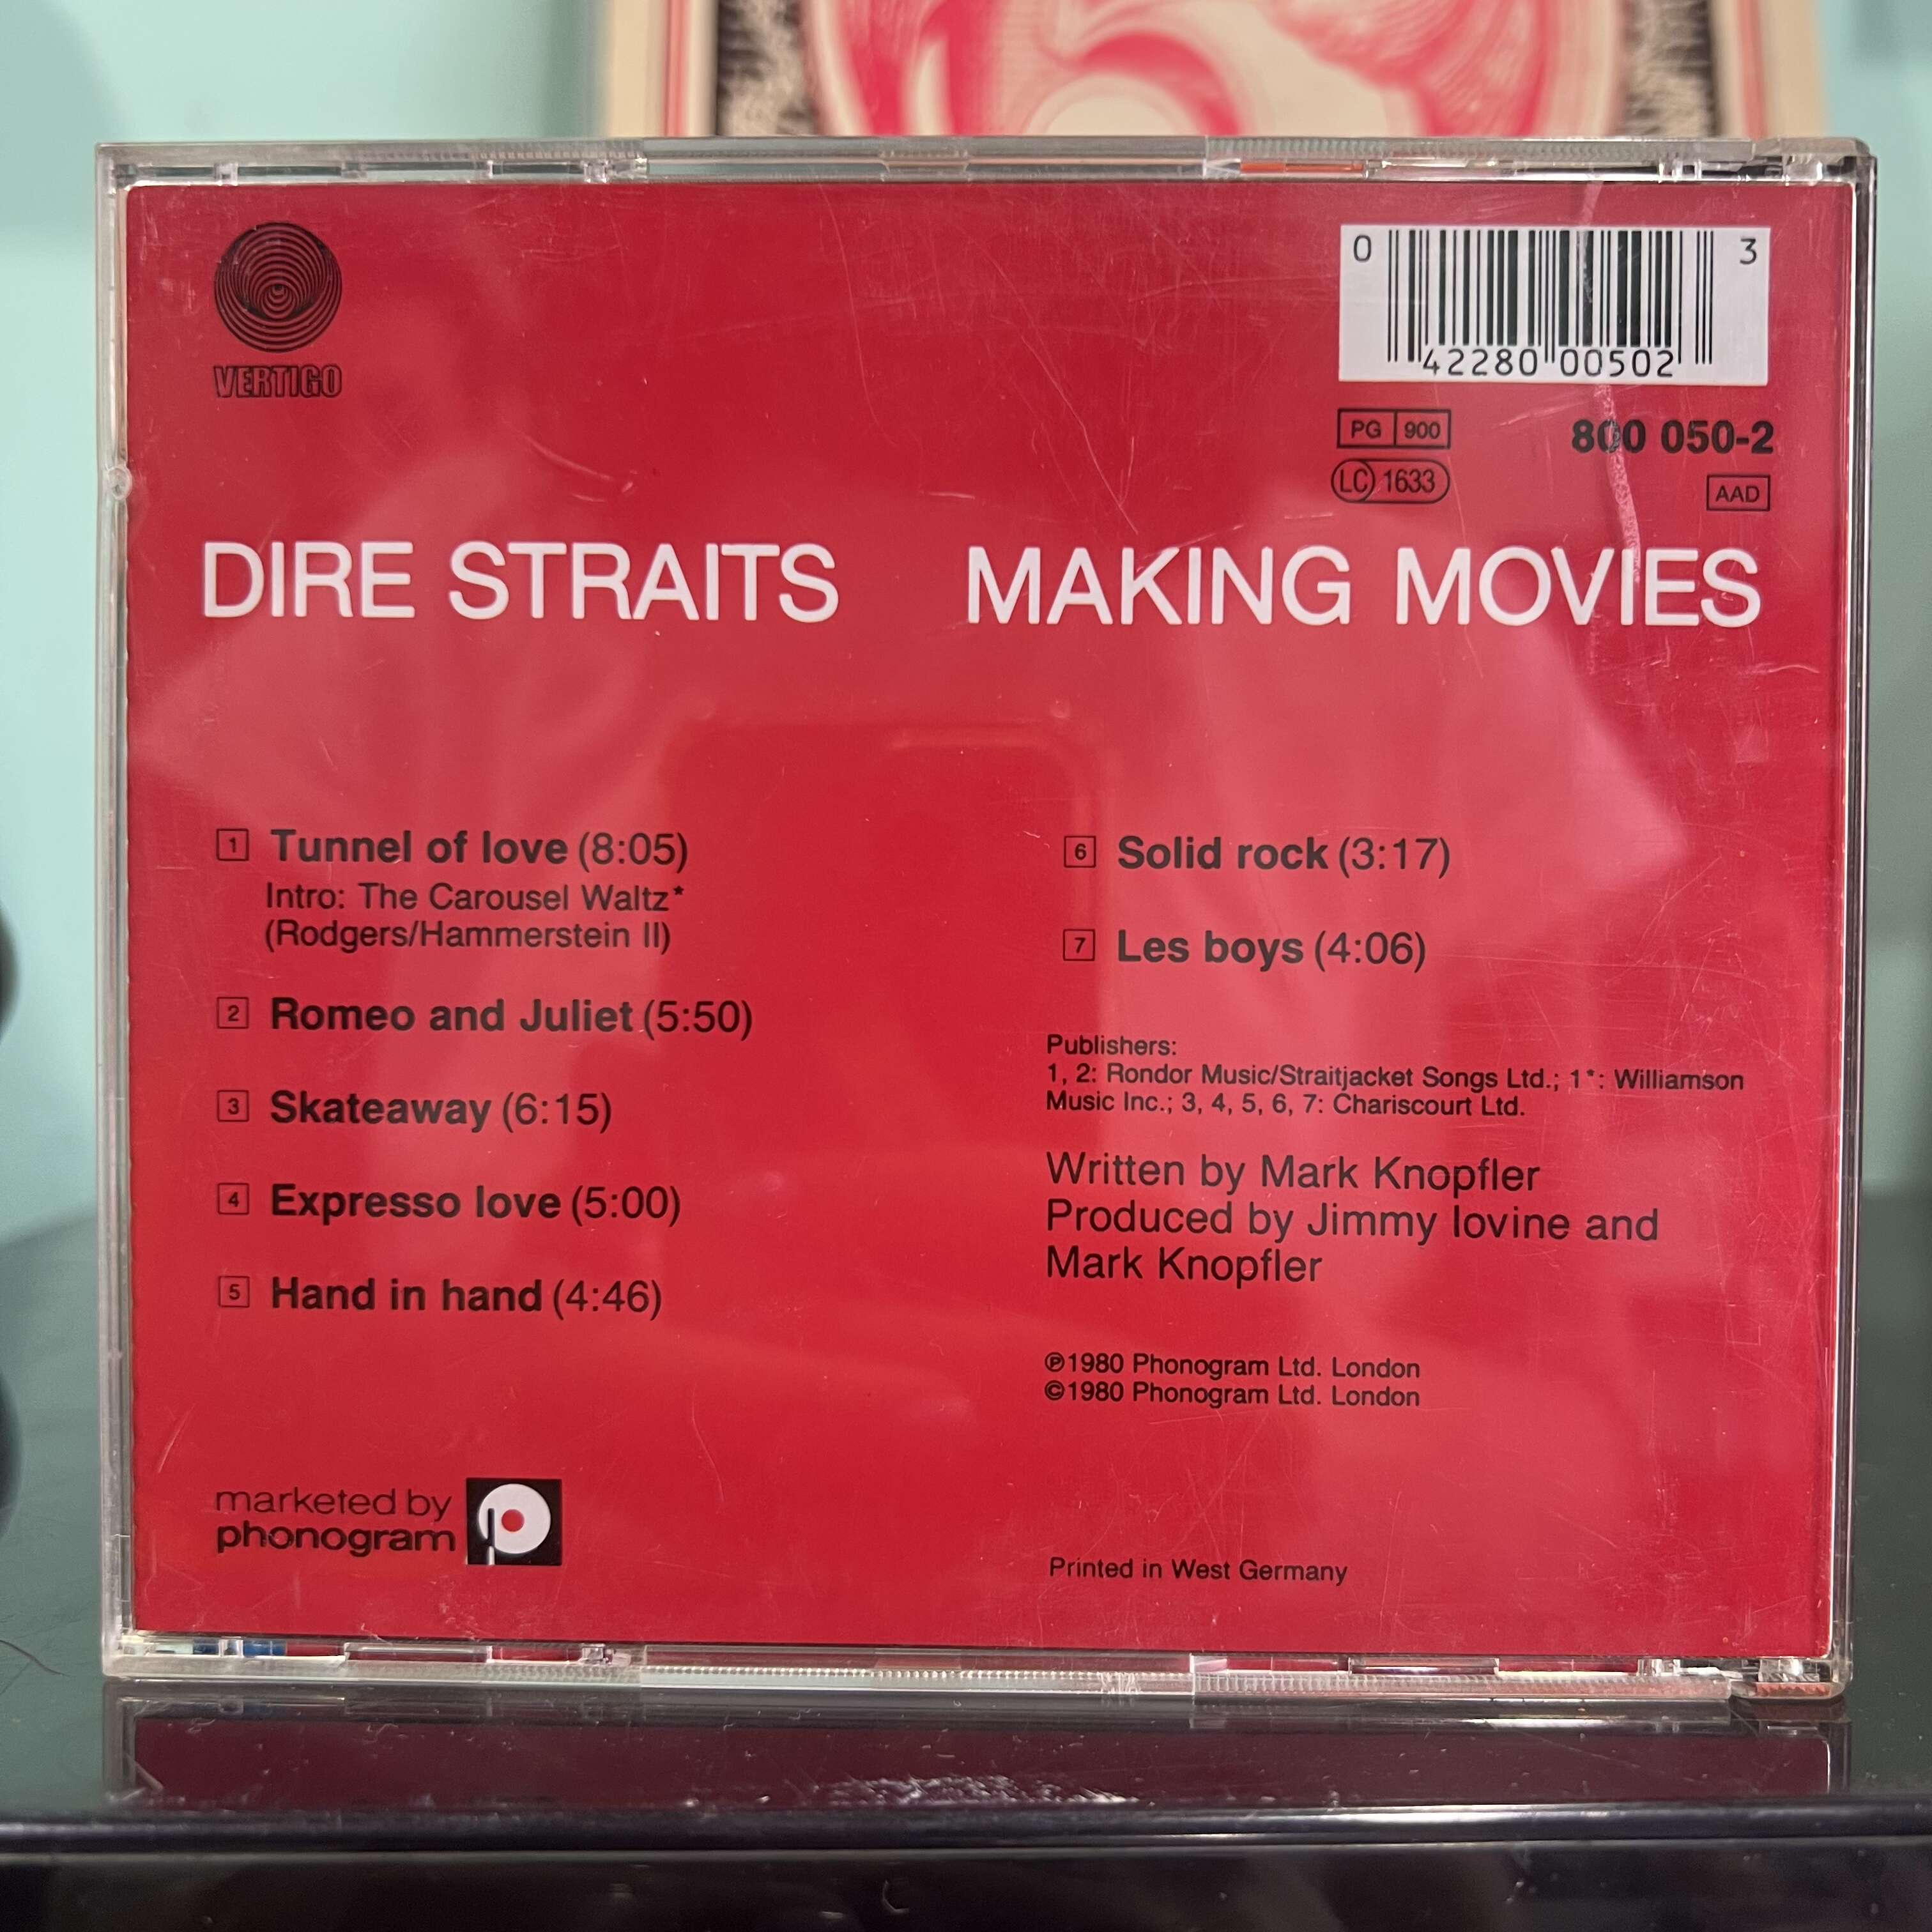 VERTIGO
0 42280 00502 3
PG 900
800 050-2
LC 1633
AAD
DIRE STRAITS MAKING MOVIES
1 Tunnel of love (8:05)
Intro: The Carousel Waltz*
(Rodgers/Hammerstein II)
2 Romeo and Juliet (5:50)
3 Skateaway (6:15)
4 Expresso love (5:00)
5 Hand in hand (4:46)
6 Solid rock (3:17)
7 Les boys (4:06)
Publishers:
1, 2: Rondor Music/Straitjacket Songs Ltd.; 1*: Williamson
Music Inc.; 3, 4, 5, 6, 7: Chariscourt Ltd.
Written by Mark Knopfler
Produced by Jimmy Iovine and
Mark Knopfler
℗1980 Phonogram Ltd. London
©1980 Phonogram Ltd. London
marketed by
phonogram
Printed in West Germany